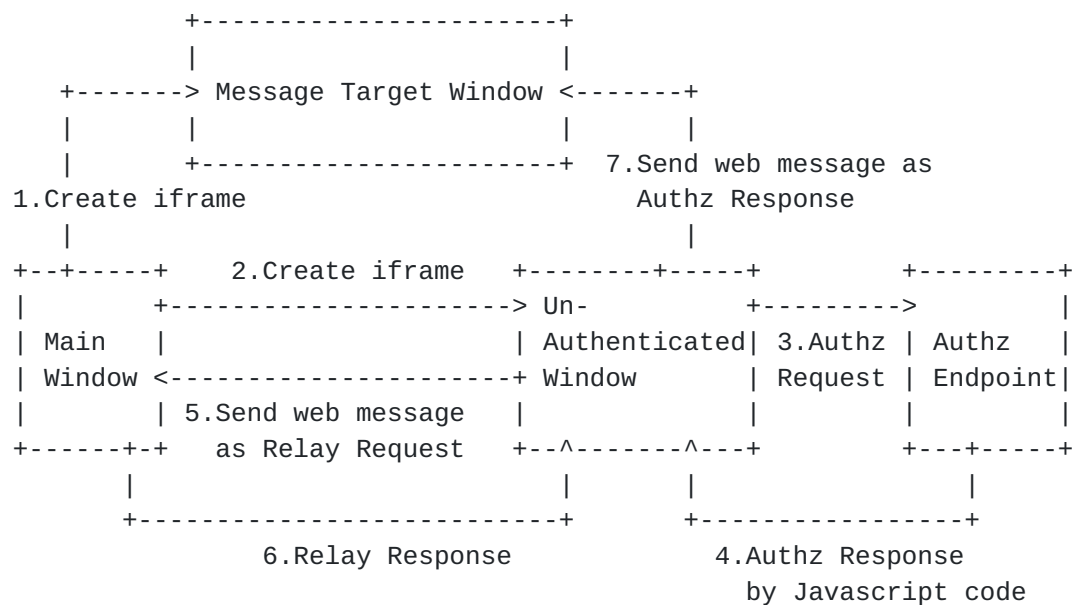 Message Target Window
7.Send web message as
1.Create iframe Authz Response
2.Create iframe
Un-
Main Authenticated 3.Authz Authz
Window Window Request Endpoint
5.Send web message
as Relay Request
6.Relay Response 4.Authz Response
by Javascript code